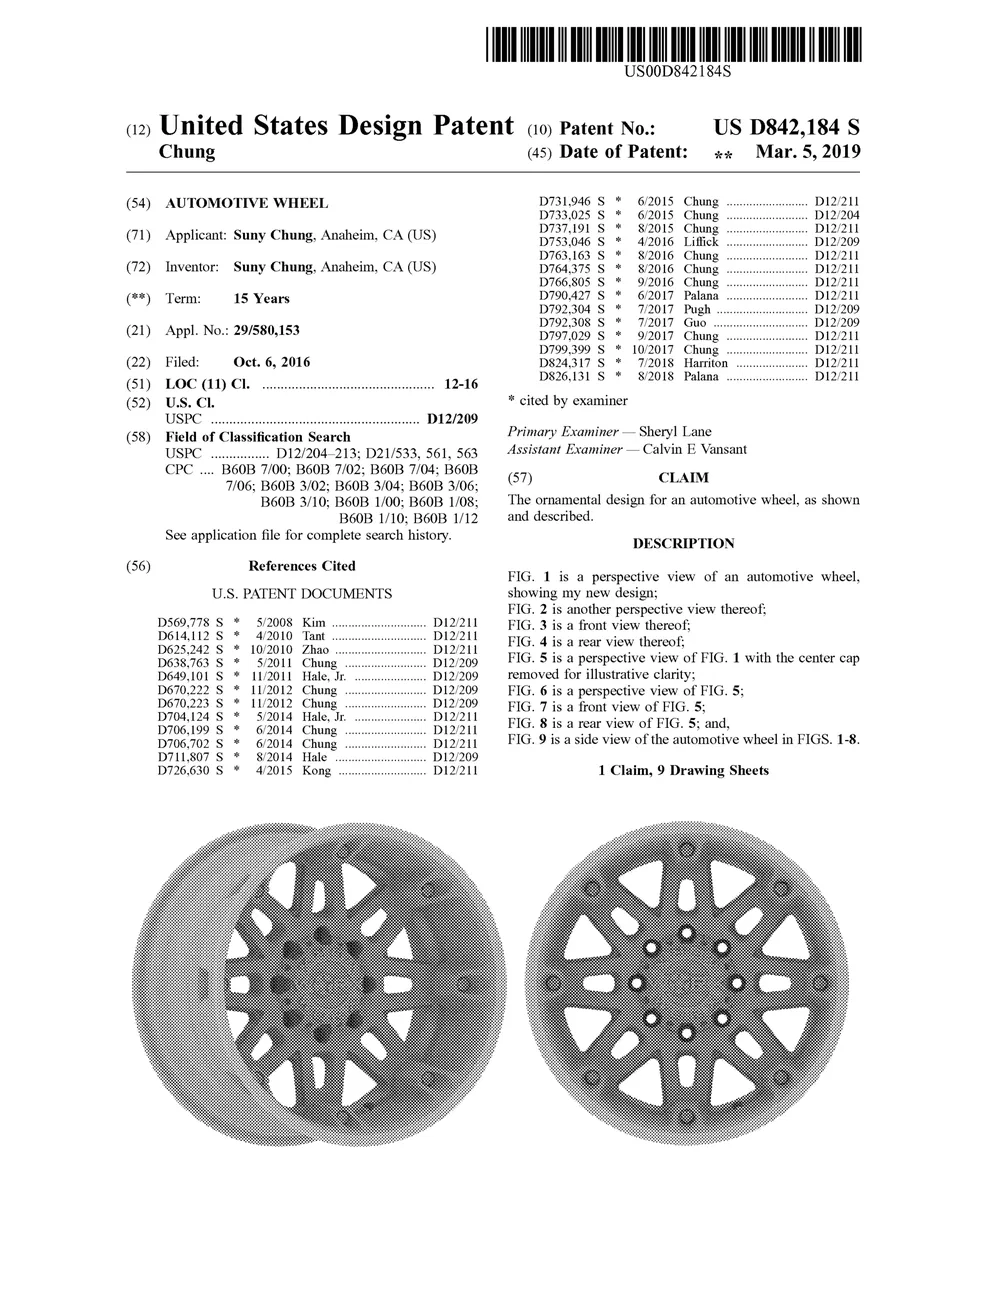 US00D842184S
(12) United States Design Patent
Chung
(10) Patent No.: US D842,184 S
(45) Date of Patent: ** Mar. 5, 2019
(54) AUTOMOTIVE WHEEL
(71) Applicant: Suny Chung, Anaheim, CA (US)
(72) Inventor: Suny Chung, Anaheim, CA (US)
(**) Term: 15 Years
(21) Appl. No.: 29/580,153
(22) Filed: Oct. 6, 2016
(51) LOC (11) Cl. ................................................ 12-16
(52) U.S. Cl.
USPC ......................................................... D12/209
(58) Field of Classification Search
USPC ................ D12/204–213; D21/533, 561, 563
CPC .... B60B 7/00; B60B 7/02; B60B 7/04; B60B
7/06; B60B 3/02; B60B 3/04; B60B 3/06;
B60B 3/10; B60B 1/00; B60B 1/08;
B60B 1/10; B60B 1/12
See application file for complete search history.
(56) References Cited
U.S. PATENT DOCUMENTS
D569,778 S * 5/2008 Kim ............................. D12/211
D614,112 S * 4/2010 Tant ............................. D12/211
D625,242 S * 10/2010 Zhao ............................ D12/211
D638,763 S * 5/2011 Chung ......................... D12/209
D649,101 S * 11/2011 Hale, Jr. ...................... D12/209
D670,222 S * 11/2012 Chung ......................... D12/209
D670,223 S * 11/2012 Chung ......................... D12/209
D704,124 S * 5/2014 Hale, Jr. ...................... D12/211
D706,199 S * 6/2014 Chung ......................... D12/211
D706,702 S * 6/2014 Chung ......................... D12/211
D711,807 S * 8/2014 Hale ............................ D12/209
D726,630 S * 4/2015 Kong ........................... D12/211
D731,946 S * 6/2015 Chung ......................... D12/211
D733,025 S * 6/2015 Chung ......................... D12/204
D737,191 S * 8/2015 Chung ......................... D12/211
D753,046 S * 4/2016 Liffick ......................... D12/209
D763,163 S * 8/2016 Chung ......................... D12/211
D764,375 S * 8/2016 Chung ......................... D12/211
D766,805 S * 9/2016 Chung ......................... D12/211
D790,427 S * 6/2017 Palana ......................... D12/211
D792,304 S * 7/2017 Pugh ............................ D12/209
D792,308 S * 7/2017 Guo ............................. D12/209
D797,029 S * 9/2017 Chung ......................... D12/211
D799,399 S * 10/2017 Chung ......................... D12/211
D824,317 S * 7/2018 Harriton ...................... D12/211
D826,131 S * 8/2018 Palana ......................... D12/211
* cited by examiner
Primary Examiner — Sheryl Lane
Assistant Examiner — Calvin E Vansant
(57) CLAIM
The ornamental design for an automotive wheel, as shown
and described.
DESCRIPTION
FIG. 1 is a perspective view of an automotive wheel,
showing my new design;
FIG. 2 is another perspective view thereof;
FIG. 3 is a front view thereof;
FIG. 4 is a rear view thereof;
FIG. 5 is a perspective view of FIG. 1 with the center cap
removed for illustrative clarity;
FIG. 6 is a perspective view of FIG. 5;
FIG. 7 is a front view of FIG. 5;
FIG. 8 is a rear view of FIG. 5; and,
FIG. 9 is a side view of the automotive wheel in FIGS. 1-8.
1 Claim, 9 Drawing Sheets